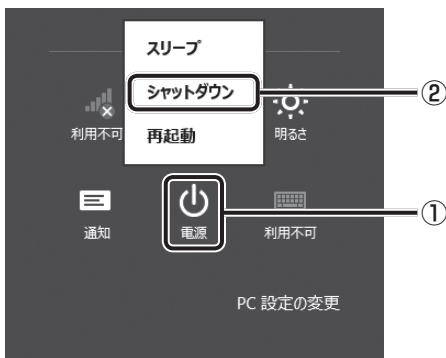 スリープ
シャットダウン
再起動
②
利用不可
明るさ
①
通知
電源
利用不可
PC 設定の変更